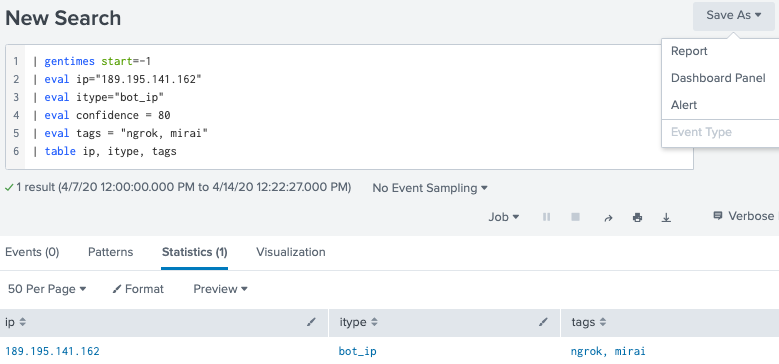 New Search
Save As
Report
Dashboard Panel
Alert
Event Type
1 | gentimes start=-1
2 | eval ip="189.195.141.162"
3 | eval itype="bot_ip"
4 | eval confidence = 80
5 | eval tags = "ngrok, mirai"
6 | table ip, itype, tags
1 result (4/7/20 12:00:00.000 PM to 4/14/20 12:22:27.000 PM) No Event Sampling
Job Verbose
Events (0) Patterns Statistics (1) Visualization
50 Per Page Format Preview
ip itype tags
189.195.141.162 bot_ip ngrok, mirai